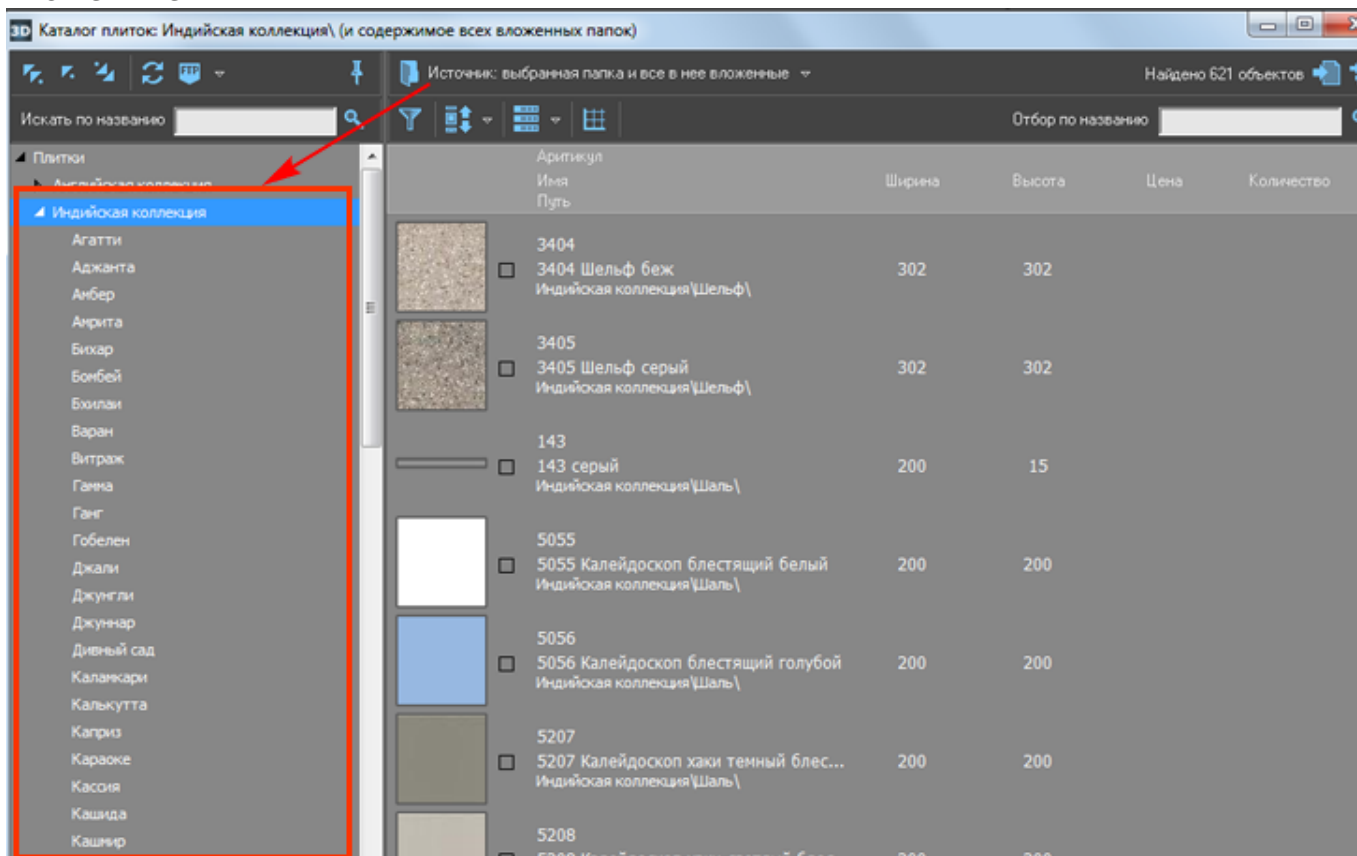 3D Каталог плиток: Индийская коллекция\ (и содержимое всех вложенных папок)
FTP
Источник: выбранная папка и все в нее вложенные
Найдено 621 объектов
Искать по названию
Отбор по названию
Плитки
Английская коллекция
Индийская коллекция
Агатти
Аджанта
Амбер
Амрита
Бихар
Бомбей
Бхилаи
Варан
Витраж
Гамма
Ганг
Гобелен
Джали
Джунгли
Джуннар
Дивный сад
Каламкари
Калькутта
Каприз
Караоке
Кассия
Кашида
Кашмир
Аритикул
Имя
Путь
Ширина
Высота
Цена
Количество
3404
3404 Шельф беж
Индийская коллекция\Шельф\
302
302
3405
3405 Шельф серый
Индийская коллекция\Шельф\
302
302
143
143 серый
Индийская коллекция\Шаль\
200
15
5055
5055 Калейдоскоп блестящий белый
Индийская коллекция\Шаль\
200
200
5056
5056 Калейдоскоп блестящий голубой
Индийская коллекция\Шаль\
200
200
5207
5207 Калейдоскоп хаки темный блес...
Индийская коллекция\Шаль\
200
200
5208